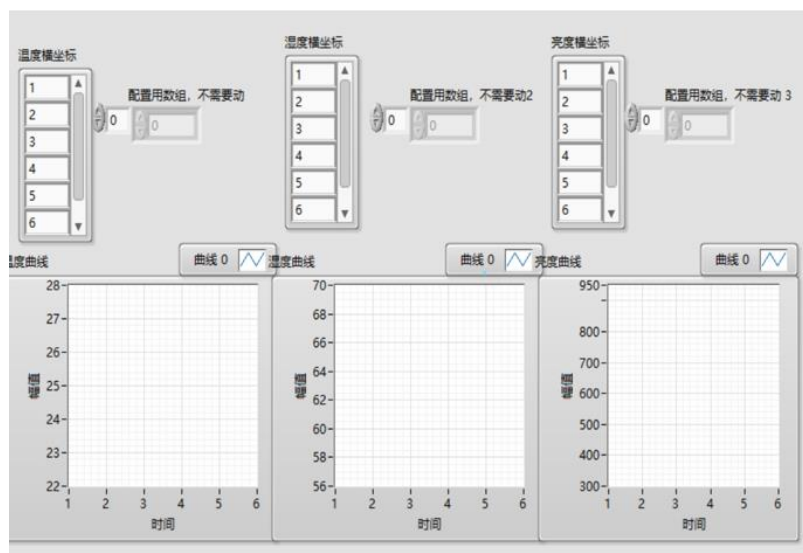 温度横坐标
1
2
3
4
5
6
配置用数组，不需要动
0
0
湿度横坐标
1
2
3
4
5
6
配置用数组，不需要动2
0
0
亮度横坐标
1
2
3
4
5
6
配置用数组，不需要动 3
0
0
温度曲线
曲线 0
幅值
28
27
26
25
24
23
22
1 2 3 4 5 6
时间
湿度曲线
曲线 0
幅值
70
68
66
64
62
60
58
56
1 2 3 4 5 6
时间
亮度曲线
曲线 0
幅值
950
800
700
600
500
400
300
1 2 3 4 5 6
时间